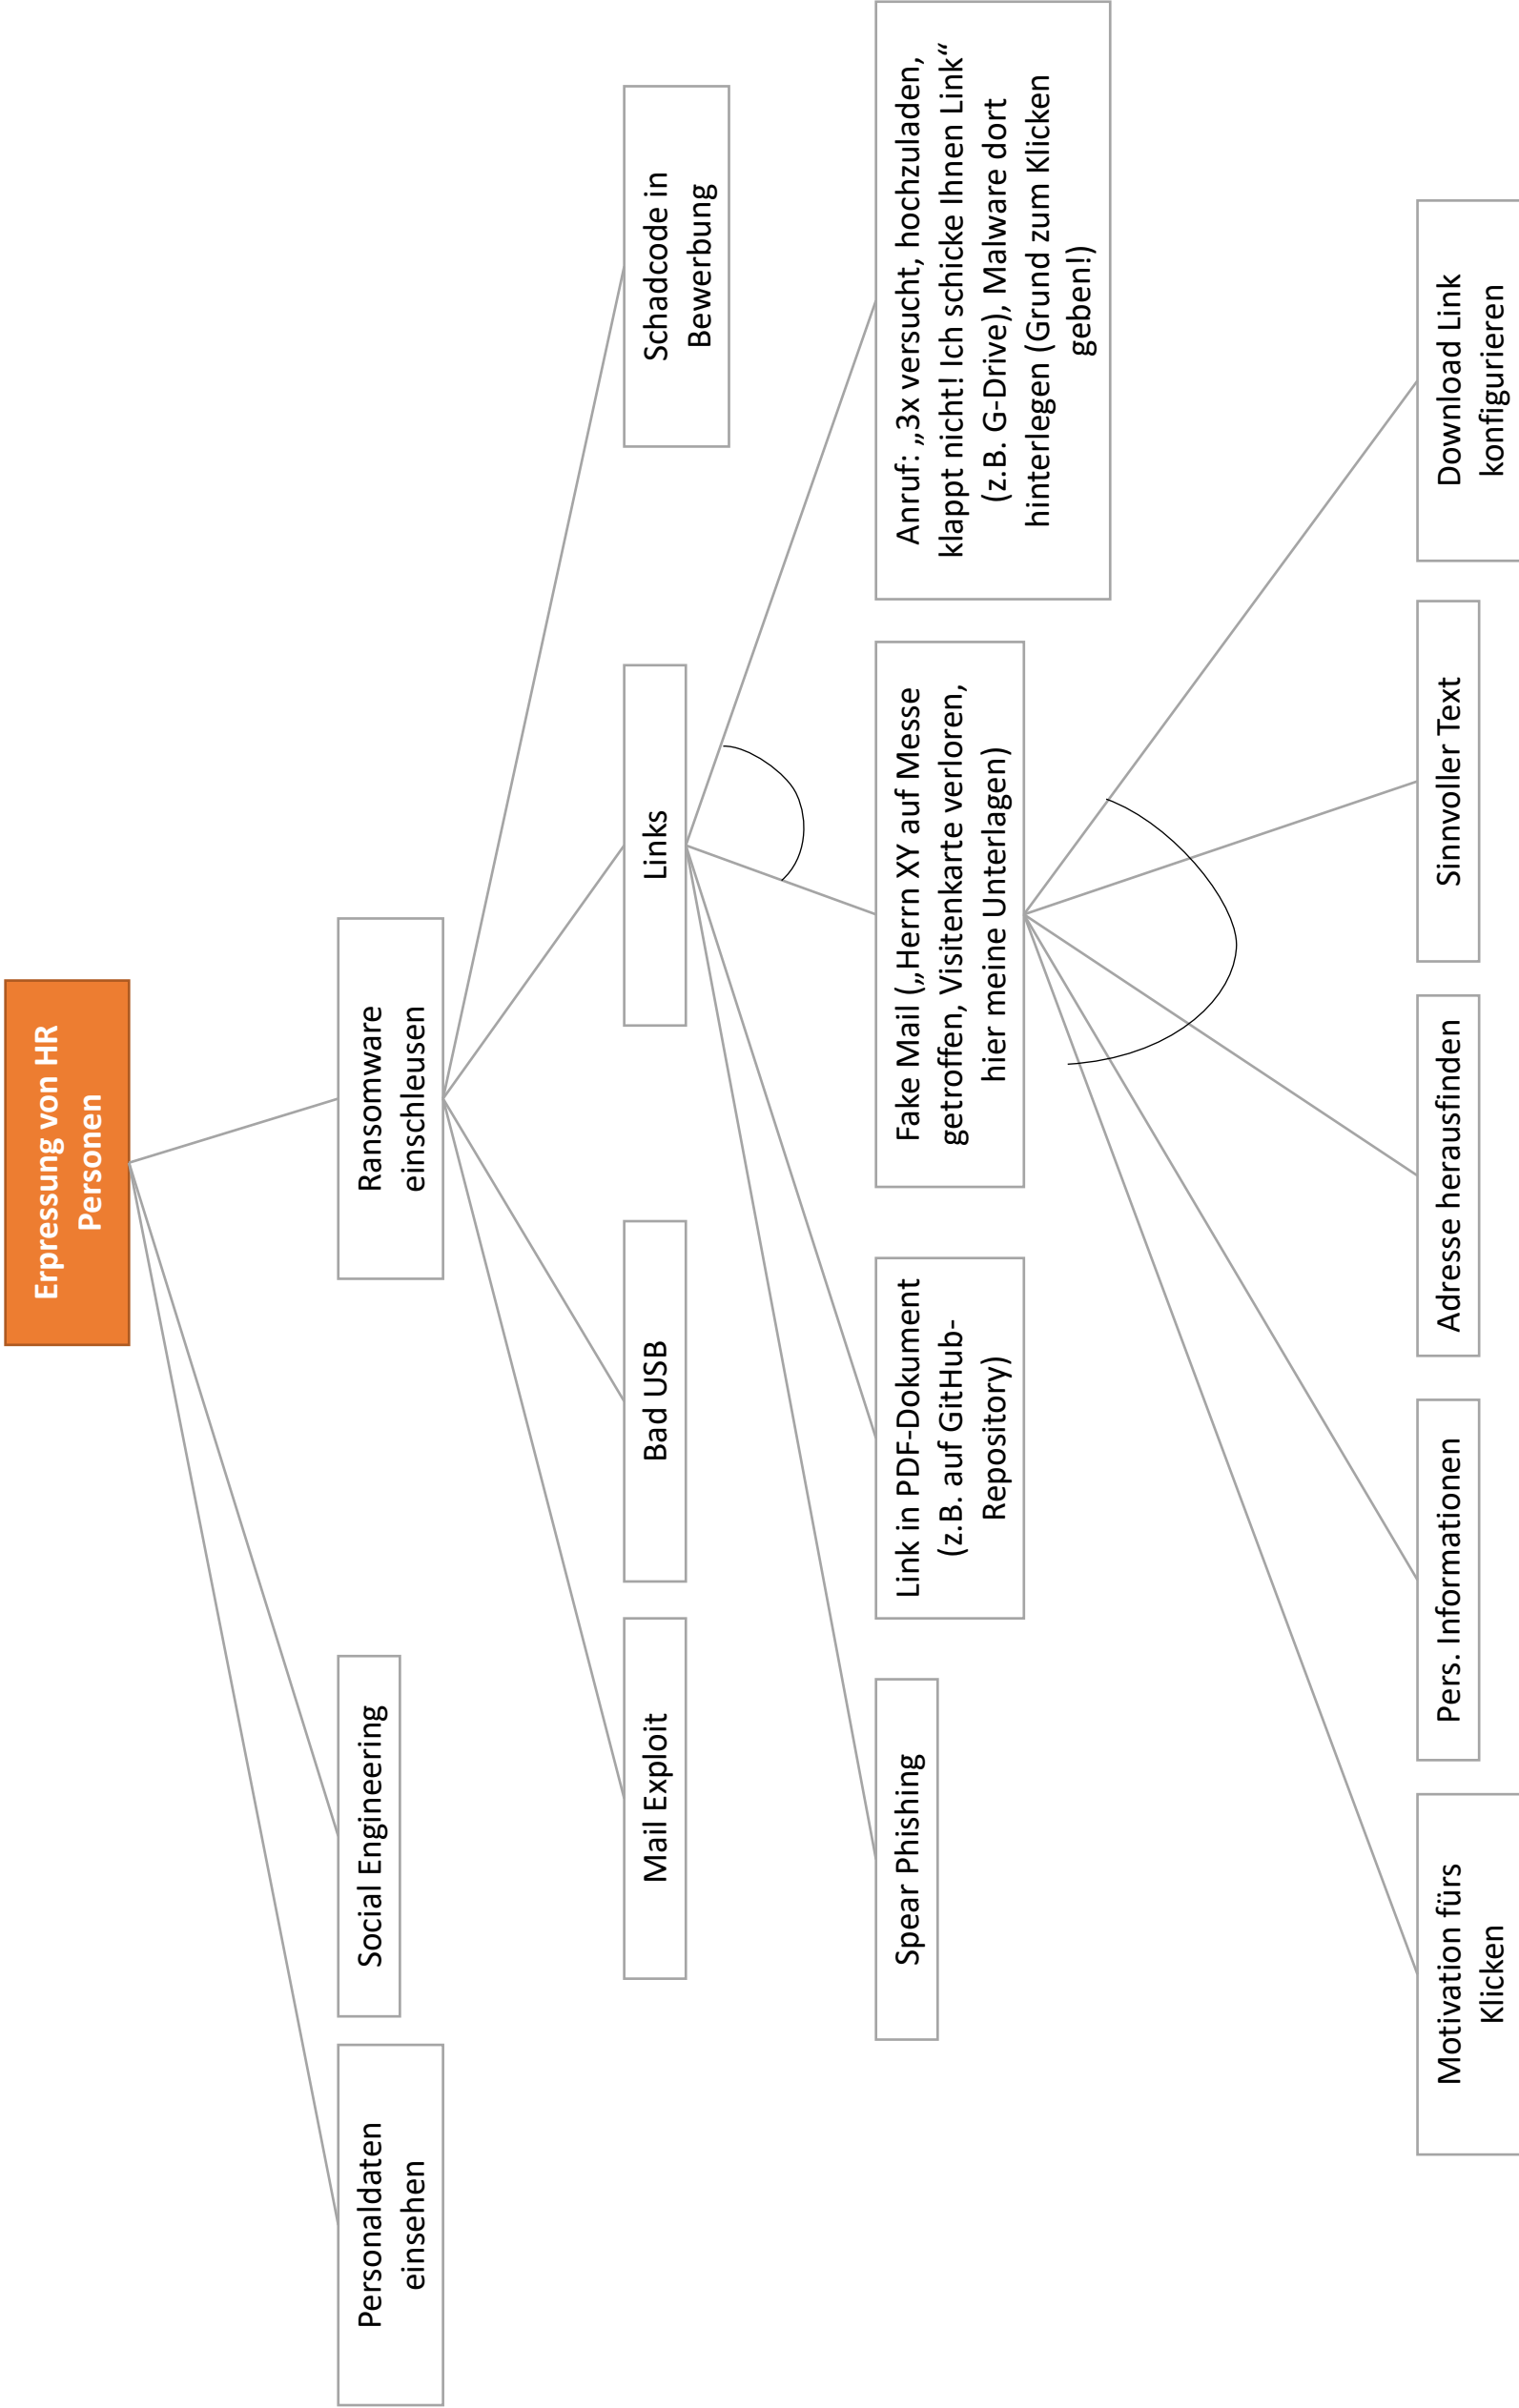 Erpressung von HR
Personen
Personaldaten
einsehen
Social Engineering
Ransomware
einschleusen
Mail Exploit
Bad USB
Links
Schadcode in
Bewerbung
Spear Phishing
Link in PDF-Dokument
(z.B. auf GitHub-
Repository)
Fake Mail („Herrn XY auf Messe
getroffen, Visitenkarte verloren,
hier meine Unterlagen)
Anruf: „3x versucht, hochzuladen,
klappt nicht! Ich schicke Ihnen Link“
(z.B. G-Drive), Malware dort
hinterlegen (Grund zum Klicken
geben!)
Motivation fürs
Klicken
Pers. Informationen
Adresse herausfinden
Sinnvoller Text
Download Link
konfigurieren